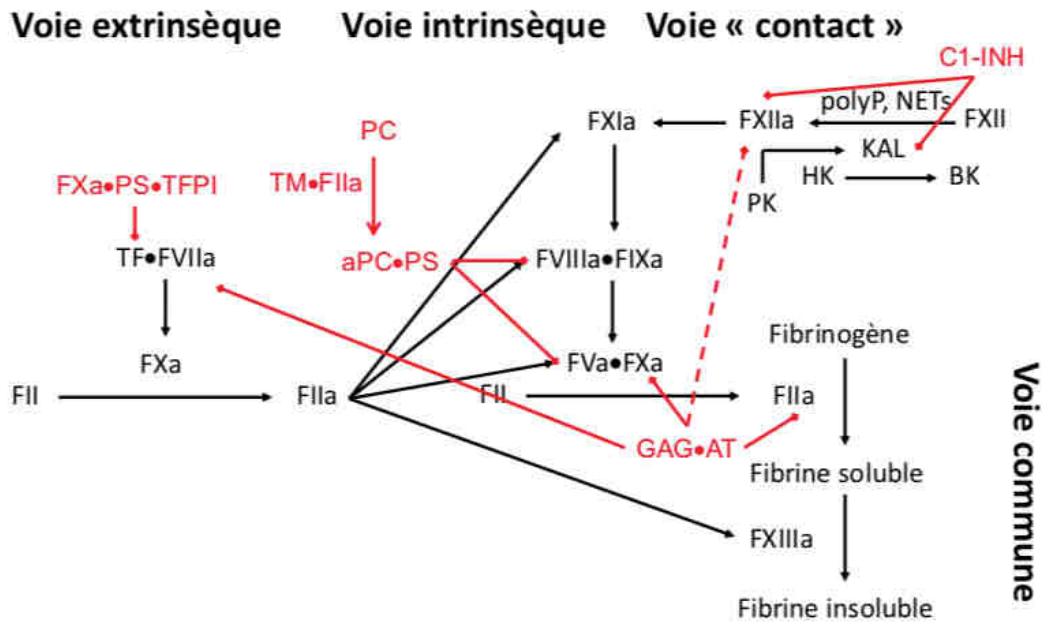 Voie extrinsèque Voie intrinsèque Voie « contact »
C1-INH
polyP, NETs
FXIa FXIIa FXII
PC
KAL
TM•FIIa
HK BK
FXa•PS•TFPI
PK
TF•FVIIa
aPC•PS
FVIIIa•FIXa
Fibrinogène
FXa
FVa•FXa
FII FIIa FII FIIa
GAG•AT
Fibrine soluble
FXIIIa
Fibrine insoluble
Voie commune